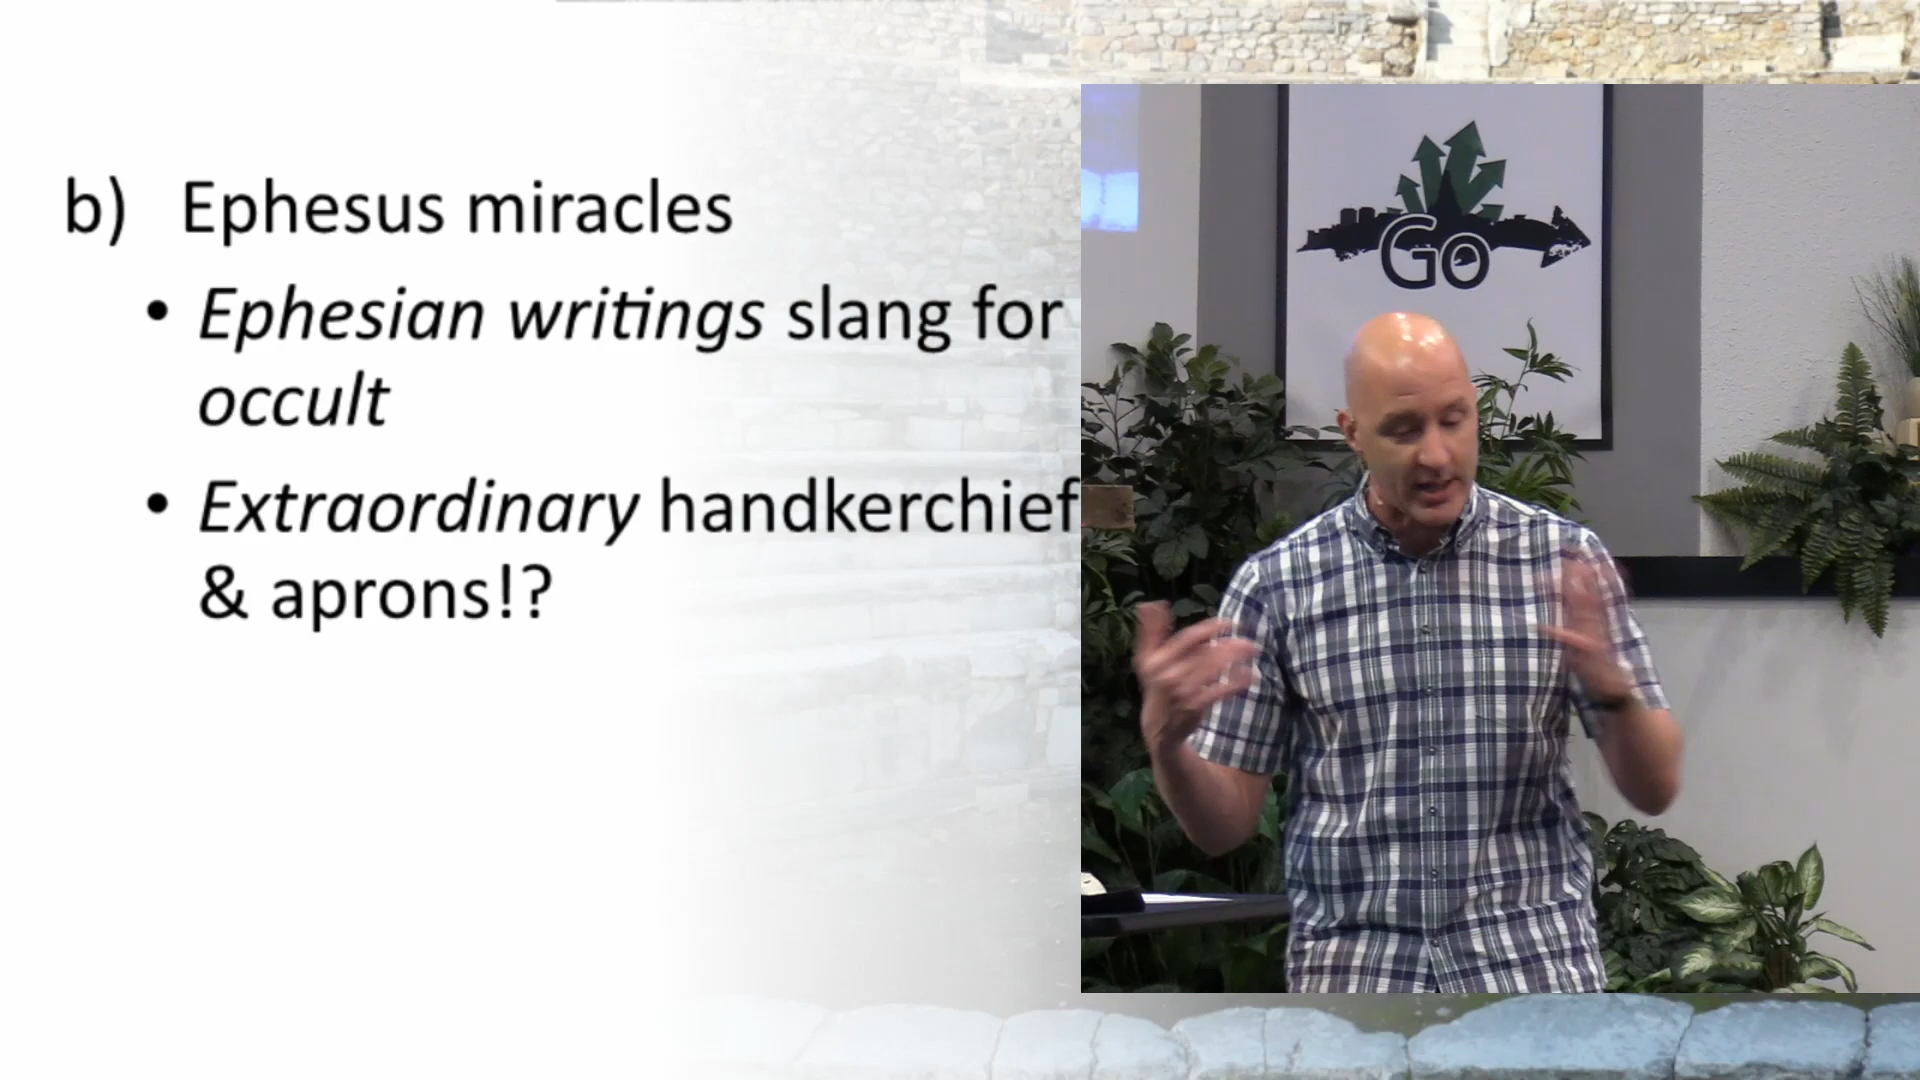 b) Ephesus miracles
• Ephesian writings slang for
occult
• Extraordinary handkerchief
& aprons!?
Go